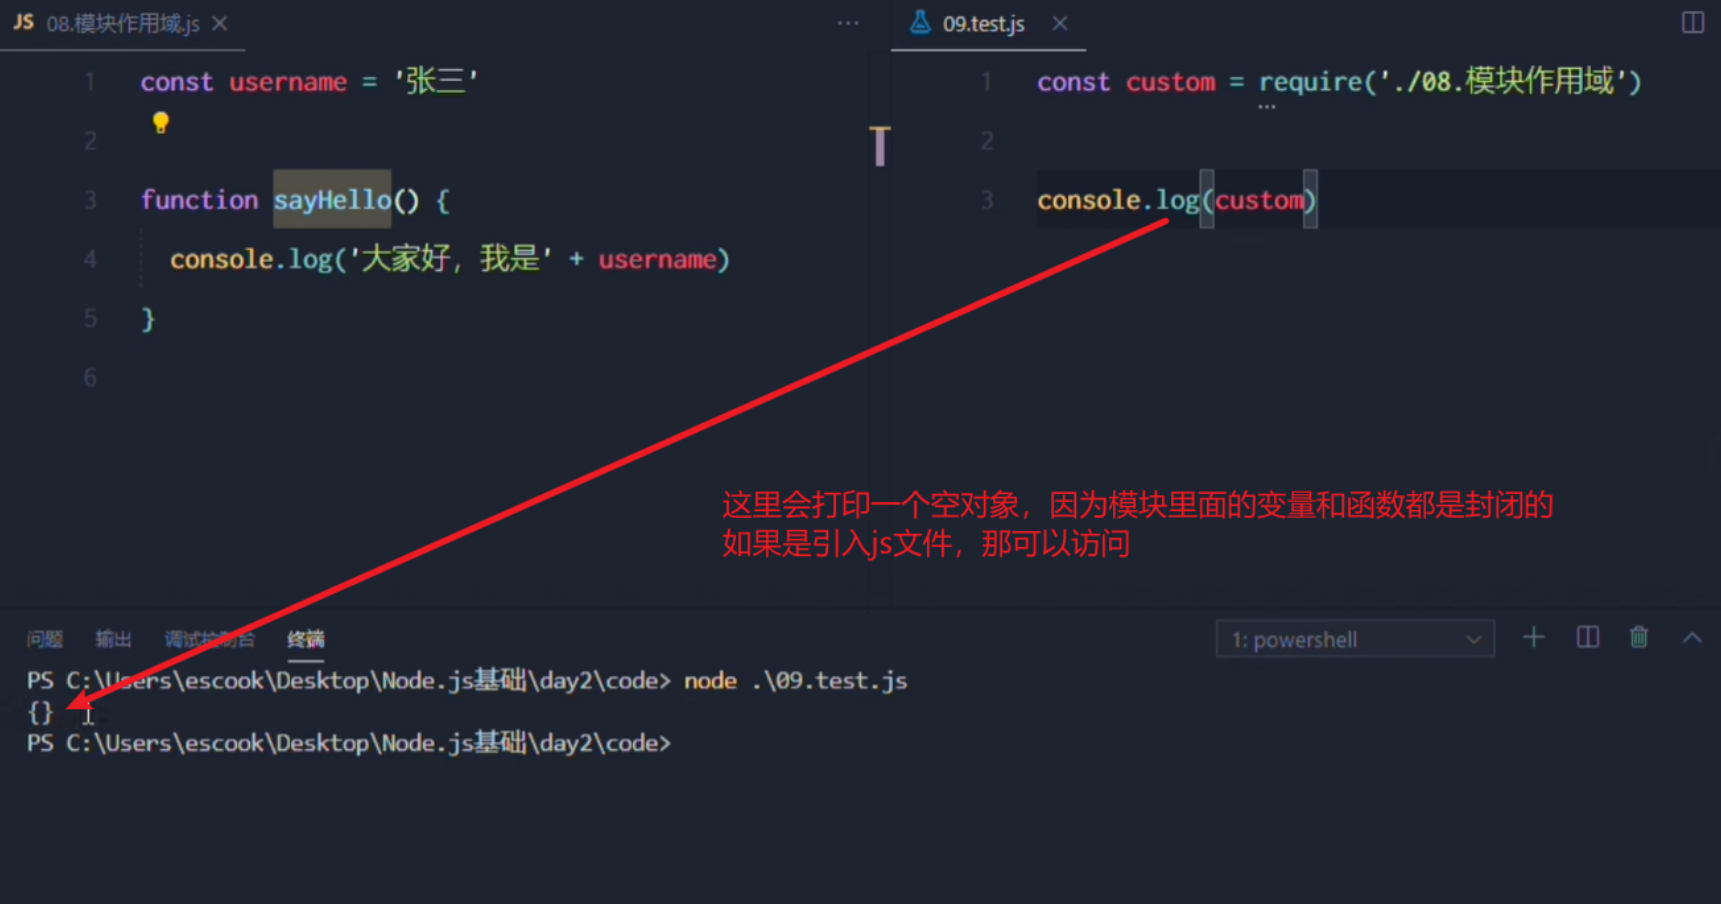 JS 08.模块作用域.js
1 const username = '张三'
2
3 function sayHello() {
4 console.log('大家好，我是' + username)
5 }
6
09.test.js
1 const custom = require('./08.模块作用域')
2
3 console.log(custom)
这里会打印一个空对象，因为模块里面的变量和函数都是封闭的
如果是引入js文件，那可以访问
问题 输出 调试控制台 终端
1: powershell
PS C:\Users\escook\Desktop\Node.js基础\day2\code> node .\09.test.js
{}
PS C:\Users\escook\Desktop\Node.js基础\day2\code>